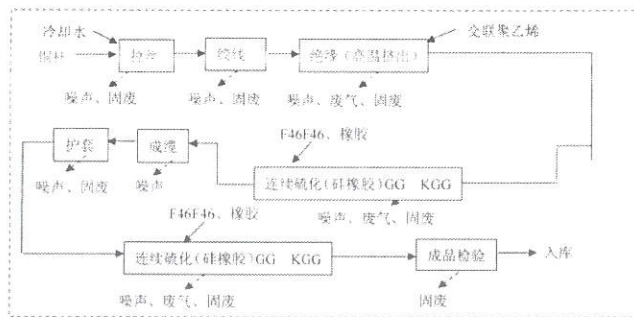 冷却水
交联聚乙烯
铜杆
拉丝
绞线
绝缘（高温挤出）
噪声、固废
噪声、固废
噪声、废气、固废
F46F46、橡胶
护套
成缆
连续硫化(硅橡胶)GG KGG
噪声、固废
噪声
噪声、废气、固废
F46F46、橡胶
连续硫化(硅橡胶)GG KGG
成品检验
入库
噪声、废气、固废
固废